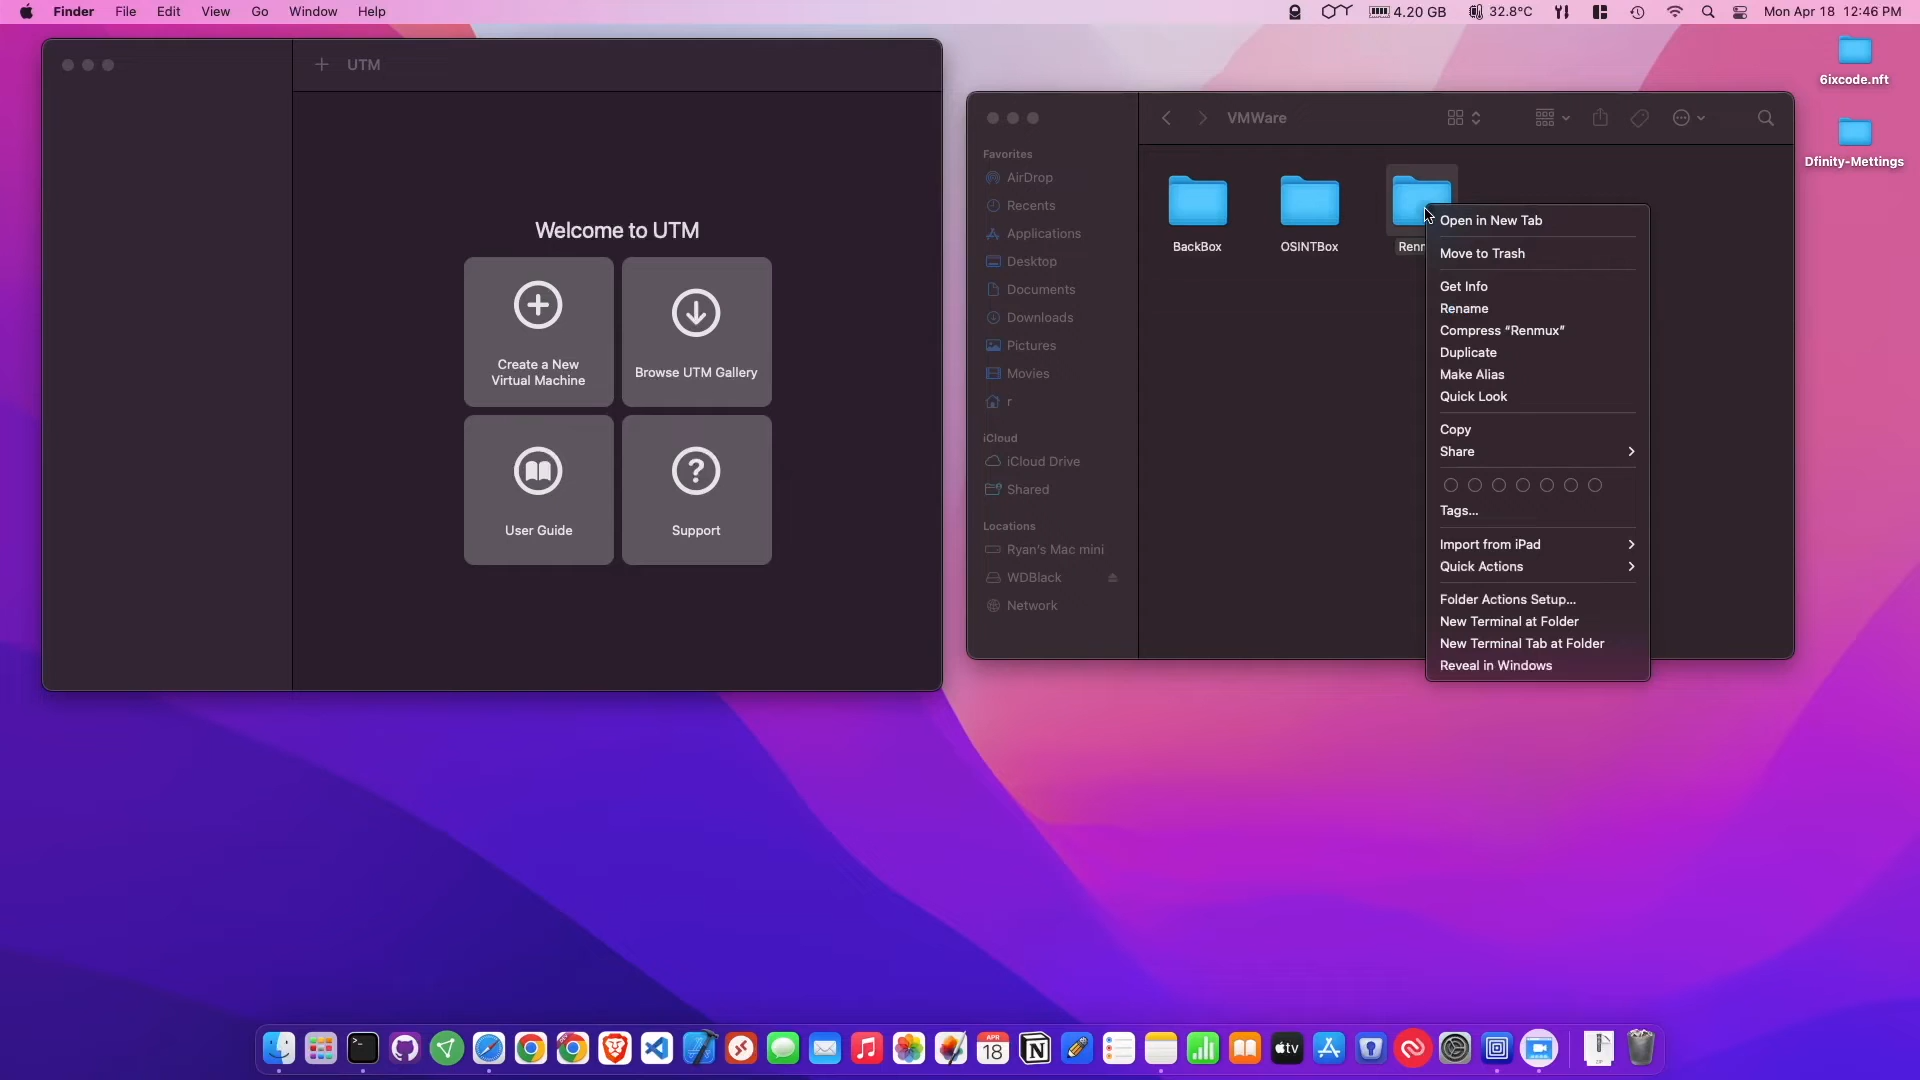 Finder File Edit View Go Window Help
4.20 GB 32.8°C Mon Apr 18 12:46 PM
UTM
Welcome to UTM
Create a New
Virtual Machine
Browse UTM Gallery
User Guide
Support
VMWare
Favorites
AirDrop
Recents
Applications
Desktop
Documents
Downloads
Pictures
Movies
r
iCloud
iCloud Drive
Shared
Locations
Ryan's Mac mini
WDBlack
Network
BackBox
OSINTBox
Renm
Open in New Tab
Move to Trash
Get Info
Rename
Compress “Renmux”
Duplicate
Make Alias
Quick Look
Copy
Share
Tags...
Import from iPad
Quick Actions
Folder Actions Setup...
New Terminal at Folder
New Terminal Tab at Folder
Reveal in Windows
6ixcode.nft
Dfinity-Mettings
APR
18
tv
ZIP